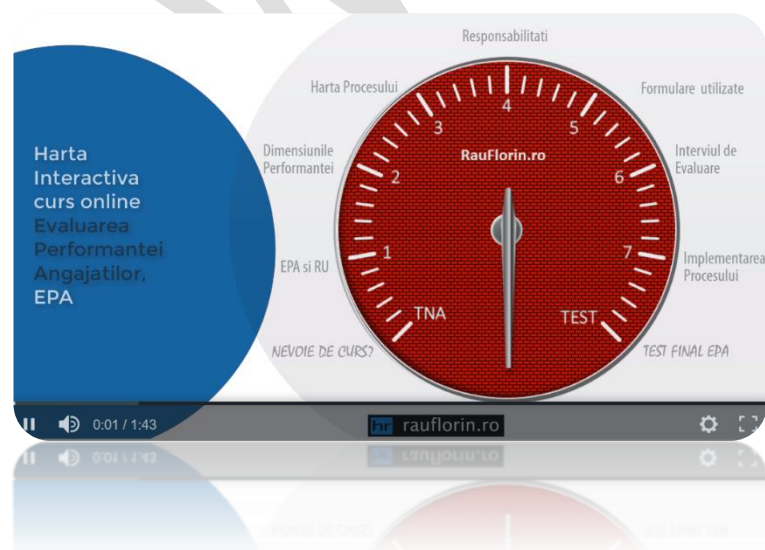 Harta
Interactiva
curs online
Evaluarea
Performantei
Angajatilor,
EPA
NEVOIE DE CURS?
TNA
EPA si RU
1
Dimensiunile
Performantei
2
Harta Procesului
3
Responsabilitati
4
RauFlorin.ro
Formulare utilizate
5
Interviul de
Evaluare
6
Implementarea
Procesului
7
TEST
TEST FINAL EPA
0:01 / 1:43
hr rauflorin.ro